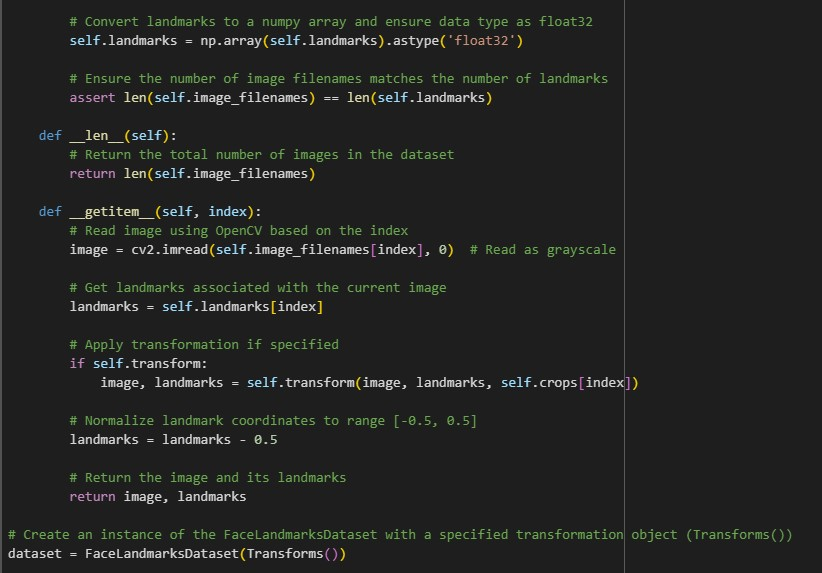 # Convert landmarks to a numpy array and ensure data type as float32
self.landmarks = np.array(self.landmarks).astype('float32')
# Ensure the number of image filenames matches the number of landmarks
assert len(self.image_filenames) == len(self.landmarks)
def __len__(self):
# Return the total number of images in the dataset
return len(self.image_filenames)
def __getitem__(self, index):
# Read image using OpenCV based on the index
image = cv2.imread(self.image_filenames[index], 0)  # Read as grayscale
# Get landmarks associated with the current image
landmarks = self.landmarks[index]
# Apply transformation if specified
if self.transform:
image, landmarks = self.transform(image, landmarks, self.crops[index])
# Normalize landmark coordinates to range [-0.5, 0.5]
landmarks = landmarks - 0.5
# Return the image and its landmarks
return image, landmarks
# Create an instance of the FaceLandmarksDataset with a specified transformation object (Transforms())
dataset = FaceLandmarksDataset(Transforms())